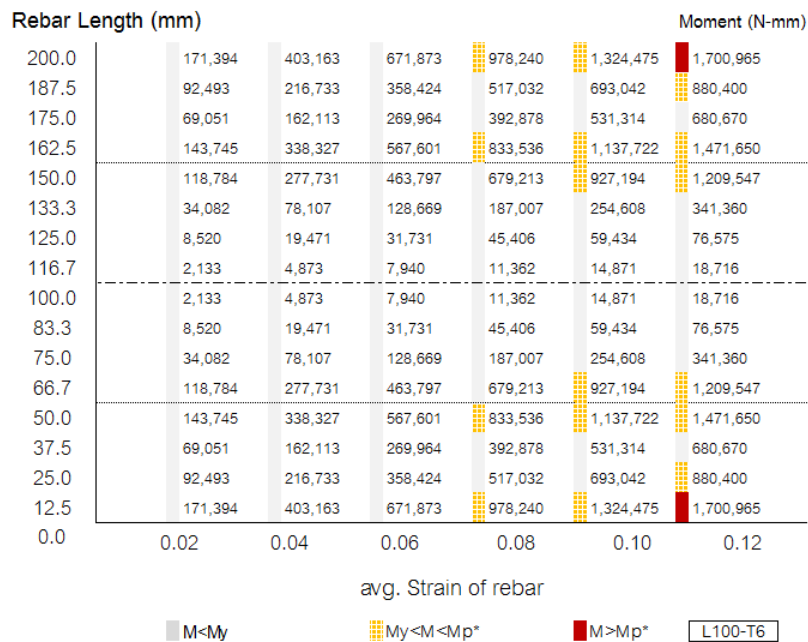 Rebar Length (mm) Moment (N-mm)
200.0 171,394 403,163 671,873 978,240 1,324,475 1,700,965
187.5 92,493 216,733 358,424 517,032 693,042 880,400
175.0 69,051 162,113 269,964 392,878 531,314 680,670
162.5 143,745 338,327 567,601 833,536 1,137,722 1,471,650
150.0 118,784 277,731 463,797 679,213 927,194 1,209,547
133.3 34,082 78,107 128,669 187,007 254,608 341,360
125.0 8,520 19,471 31,731 45,406 59,434 76,575
116.7 2,133 4,873 7,940 11,362 14,871 18,716
100.0 2,133 4,873 7,940 11,362 14,871 18,716
83.3 8,520 19,471 31,731 45,406 59,434 76,575
75.0 34,082 78,107 128,669 187,007 254,608 341,360
66.7 118,784 277,731 463,797 679,213 927,194 1,209,547
50.0 143,745 338,327 567,601 833,536 1,137,722 1,471,650
37.5 69,051 162,113 269,964 392,878 531,314 680,670
25.0 92,493 216,733 358,424 517,032 693,042 880,400
12.5 171,394 403,163 671,873 978,240 1,324,475 1,700,965
0.0 0.02 0.04 0.06 0.08 0.10 0.12
avg. Strain of rebar
M<My My<M<Mp* M>Mp* L100-T6